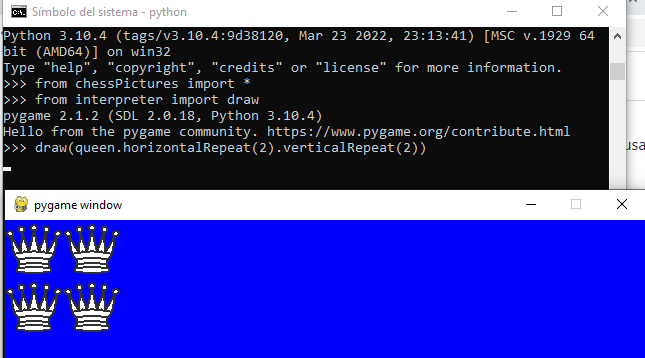 Símbolo del sistema - python
Python 3.10.4 (tags/v3.10.4:9d38120, Mar 23 2022, 23:13:41) [MSC v.1929 64
bit (AMD64)] on win32
Type "help", "copyright", "credits" or "license" for more information.
>>> from chessPictures import *
>>> from interpreter import draw
pygame 2.1.2 (SDL 2.0.18, Python 3.10.4)
Hello from the pygame community. https://www.pygame.org/contribute.html
>>> draw(queen.horizontalRepeat(2).verticalRepeat(2))
pygame window